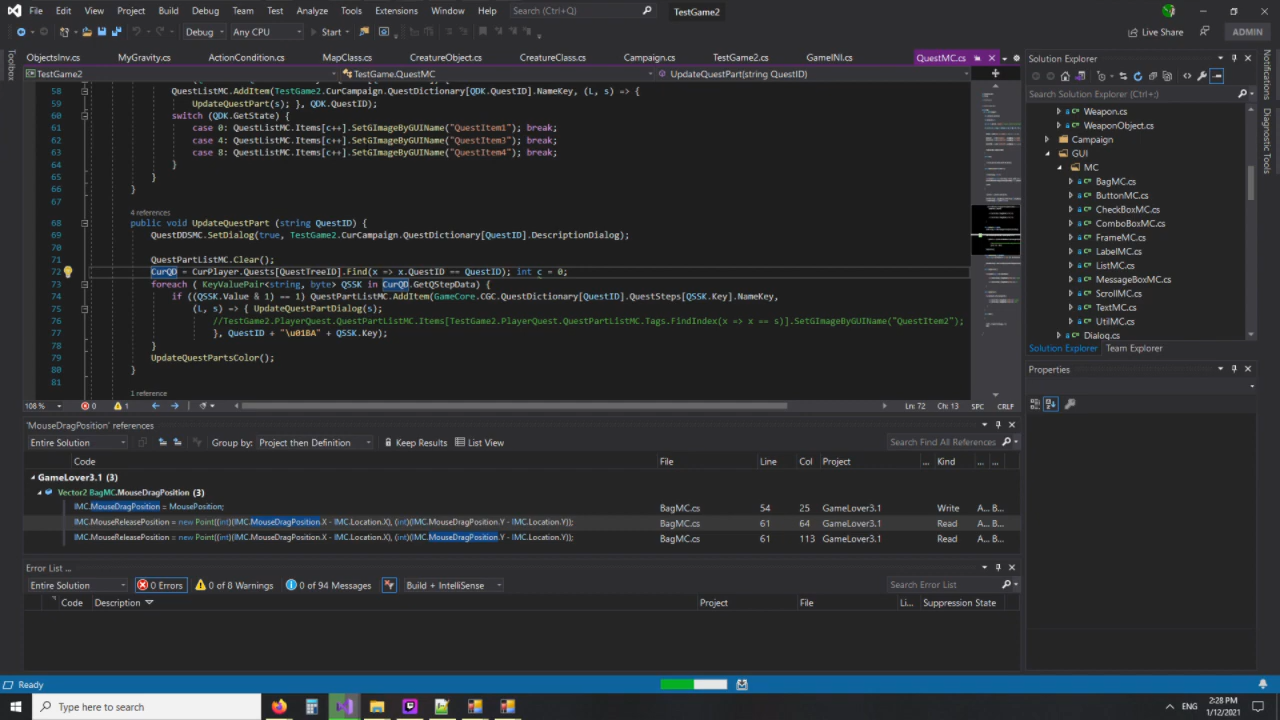 File Edit View Project Build Debug Team Test Analyze Tools Extensions Window Help Search (Ctrl+Q) TestGame2
Debug Any CPU Start Live Share ADMIN
ObjectsInv.cs MyGravity.cs ActionCondition.cs MapClass.cs CreatureObject.cs CreatureClass.cs Campaign.cs TestGame2.cs GameINI.cs QuestMC.cs
Toolbox
TestGame2 TestGame.QuestMC UpdateQuestPart(string QuestID)
58 QuestListMC.AddItem(TestGame2.CurCampaign.QuestDictionary[QDK.QuestID].NameKey, (L, s) => {
59 UpdateQuestPart(s); }, QDK.QuestID);
60 switch (QDK.GetState) {
61 case 0: QuestListMC.Items[c++].SetGImageByGUIName("QuestItem1"); break;
62 case 4: QuestListMC.Items[c++].SetGImageByGUIName("QuestItem3"); break;
63 case 8: QuestListMC.Items[c++].SetGImageByGUIName("QuestItem4"); break;
64 }
65 }
66 }
67
4 references
68 public void UpdateQuestPart (string QuestID) {
69 QuestDDSMC.SetDialog(true, TestGame2.CurCampaign.QuestDictionary[QuestID].DescriptionDialog);
70
71 QuestPartListMC.Clear();
72 CurQD = CurPlayer.Quests[CurStateID].Find(x => x.QuestID == QuestID); int c = 0;
73 foreach ( KeyValuePair<string,byte> QSSK in CurQD.GetQStepData) {
74 if ((QSSK.Value & 1) == 1) QuestPartListMC.AddItem(GameCore.CGC.QuestDictionary[QuestID].QuestSteps[QSSK.Key].NameKey,
75 (L, s) => { UpdateQuestPartDialog(s);
76 //TestGame2.PlayerQuest.QuestPartListMC.Items[TestGame2.PlayerQuest.QuestPartListMC.Tags.FindIndex(x => x == s)].SetGImageByGUIName("QuestItem2");
77 }, QuestID + "\u01BA" + QSSK.Key);
78 }
79 UpdateQuestPartsColor();
80 }
81
1 reference
108 % 0 1 Ln: 72 Ch: 13 SPC CRLF
'MouseDragPosition' references
Entire Solution Group by: Project then Definition Keep Results List View Search Find All References
Code File Line Col Project ... Kind ... ...
GameLover3.1 (3)
Vector2 BagMC.MouseDragPosition (3)
IMC.MouseDragPosition = MousePosition; BagMC.cs 54 25 GameLover3.1 Write A... B...
IMC.MouseReleasePosition = new Point((int)(IMC.MouseDragPosition.X - IMC.Location.X), (int)(IMC.MouseDragPosition.Y - IMC.Location.Y)); BagMC.cs 61 64 GameLover3.1 Read A... B...
IMC.MouseReleasePosition = new Point((int)(IMC.MouseDragPosition.X - IMC.Location.X), (int)(IMC.MouseDragPosition.Y - IMC.Location.Y)); BagMC.cs 61 113 GameLover3.1 Read A... B...
Error List ...
Entire Solution 0 Errors 0 of 8 Warnings 0 of 94 Messages Build + IntelliSense Search Error List
Code Description Project File Li... Suppression State
Solution Explorer
Search Solution Explorer (Ctrl+;)
Weapon.cs
WeaponObject.cs
Campaign
GUI
MC
BagMC.cs
ButtonMC.cs
CheckBoxMC.cs
ComboBoxMC.cs
FrameMC.cs
LabelMC.cs
ListMC.cs
MessageBoxMC.cs
ScrollMC.cs
TextMC.cs
UtilMC.cs
Dialog.cs
Solution Explorer Team Explorer
Properties
Notifications
Diagnostic Tools
Ready
Type here to search ENG 2:28 PM
1/12/2021